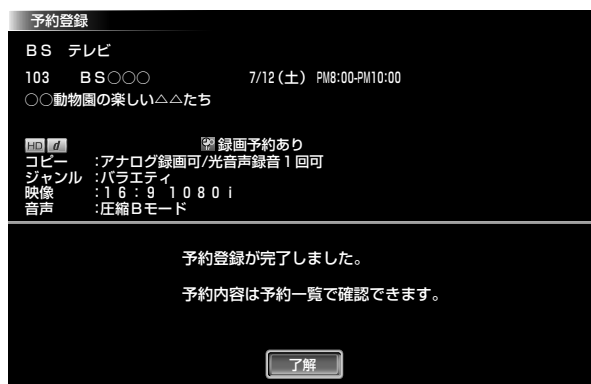 予約登録
BS テレビ
103 BS○○○ 7/12(土) PM8:00-PM10:00
○○動物園の楽しい△△たち
HD d 録画予約あり
コピー :アナログ録画可/光音声録音1回可
ジャンル :バラエティ
映像 :16:9 1080i
音声 :圧縮Bモード
予約登録が完了しました。
予約内容は予約一覧で確認できます。
了解